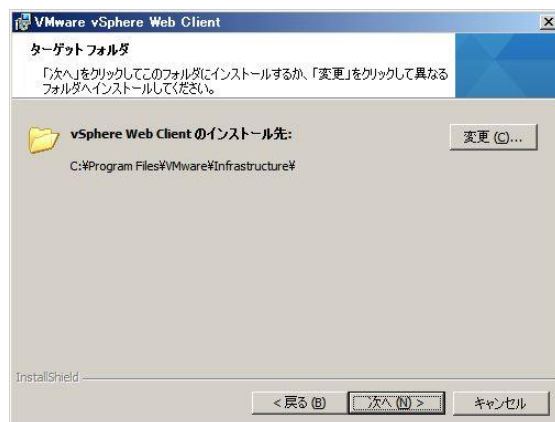 VMware vSphere Web Client
ターゲット フォルダ
「次へ」をクリックしてこのフォルダにインストールするか、「変更」をクリックして異なる
フォルダへインストールしてください。
vSphere Web Client のインストール先:
変更 (C)...
C:¥Program Files¥VMware¥Infrastructure¥
InstallShield
< 戻る (B)
次へ (N) >
キャンセル